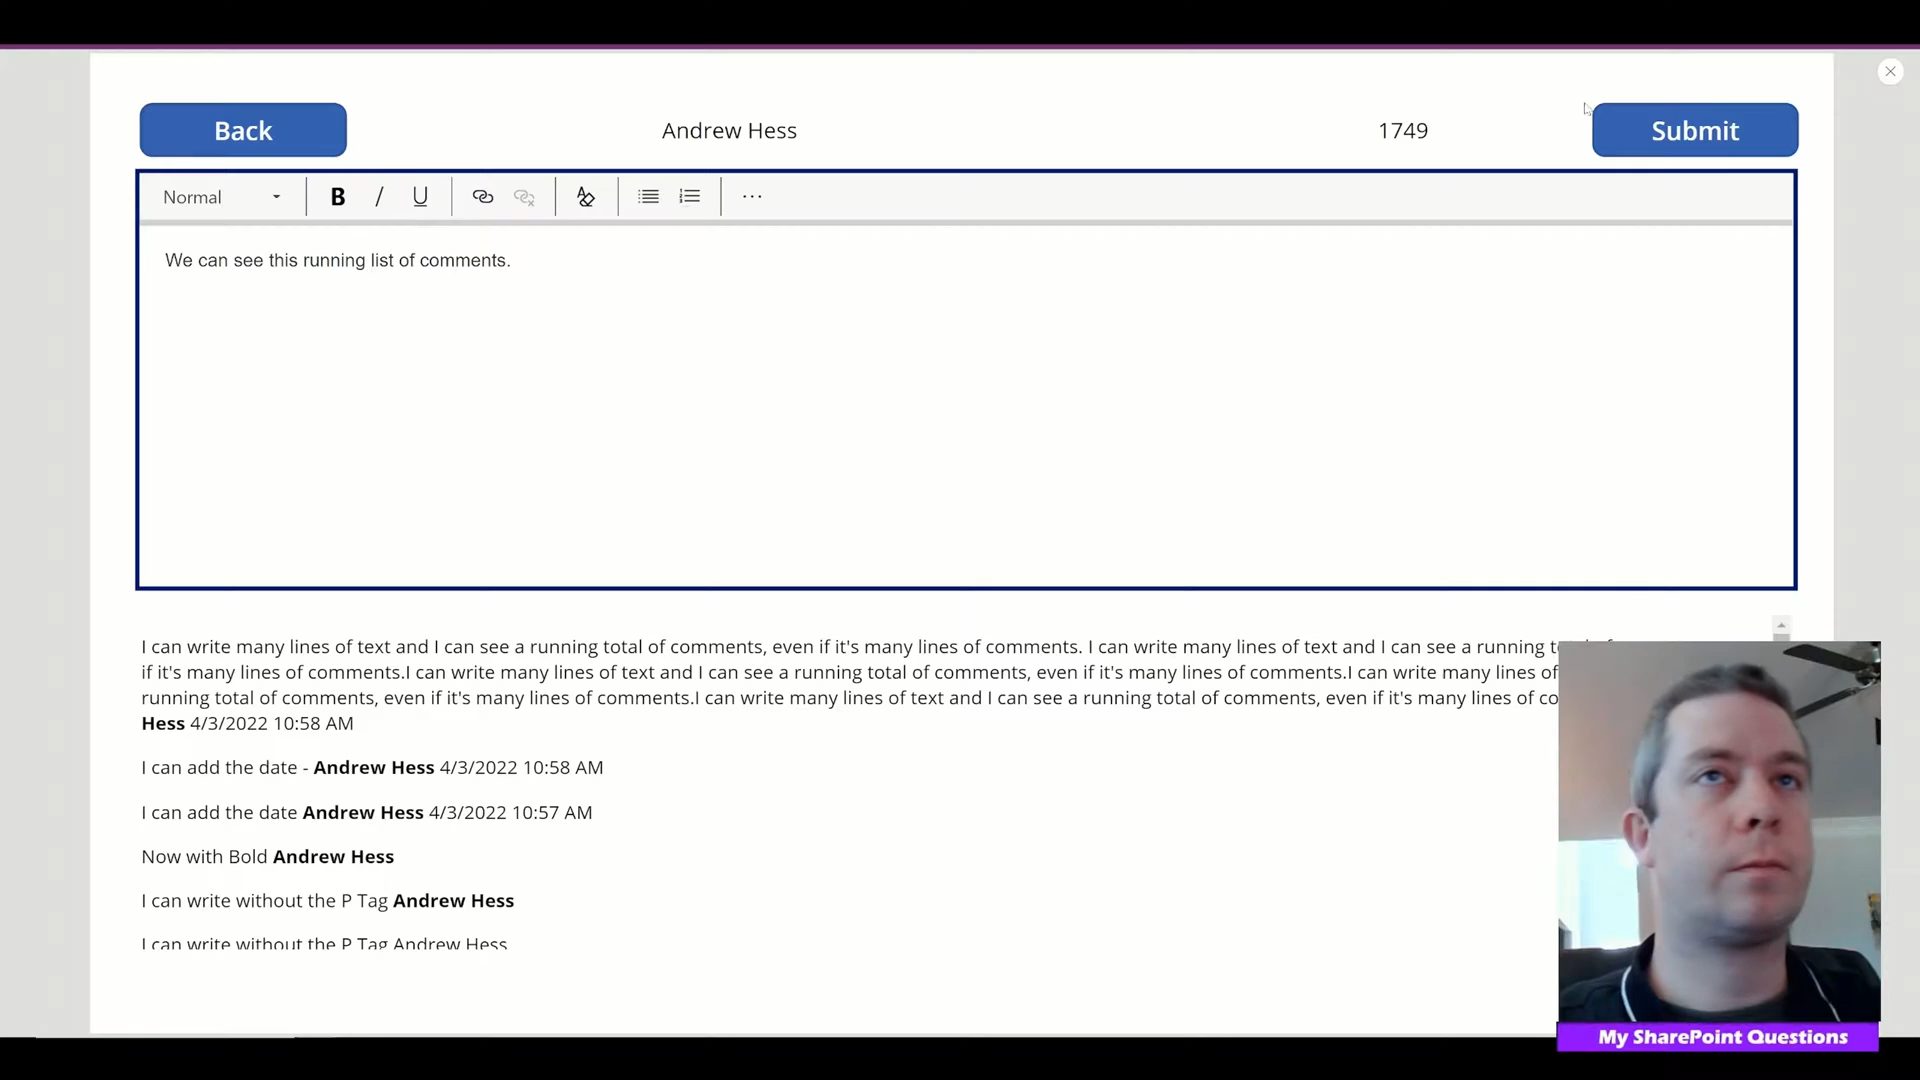 Back
Andrew Hess
1749
Submit
Normal
B / U
We can see this running list of comments.
I can write many lines of text and I can see a running total of comments, even if it's many lines of comments. I can write many lines of text and I can see a running
if it's many lines of comments.I can write many lines of text and I can see a running total of comments, even if it's many lines of comments.I can write many lines of
running total of comments, even if it's many lines of comments.I can write many lines of text and I can see a running total of comments, even if it's many lines of
Hess 4/3/2022 10:58 AM
I can add the date - Andrew Hess 4/3/2022 10:58 AM
I can add the date Andrew Hess 4/3/2022 10:57 AM
Now with Bold Andrew Hess
I can write without the P Tag Andrew Hess
I can write without the P Tag Andrew Hess
My SharePoint Questions